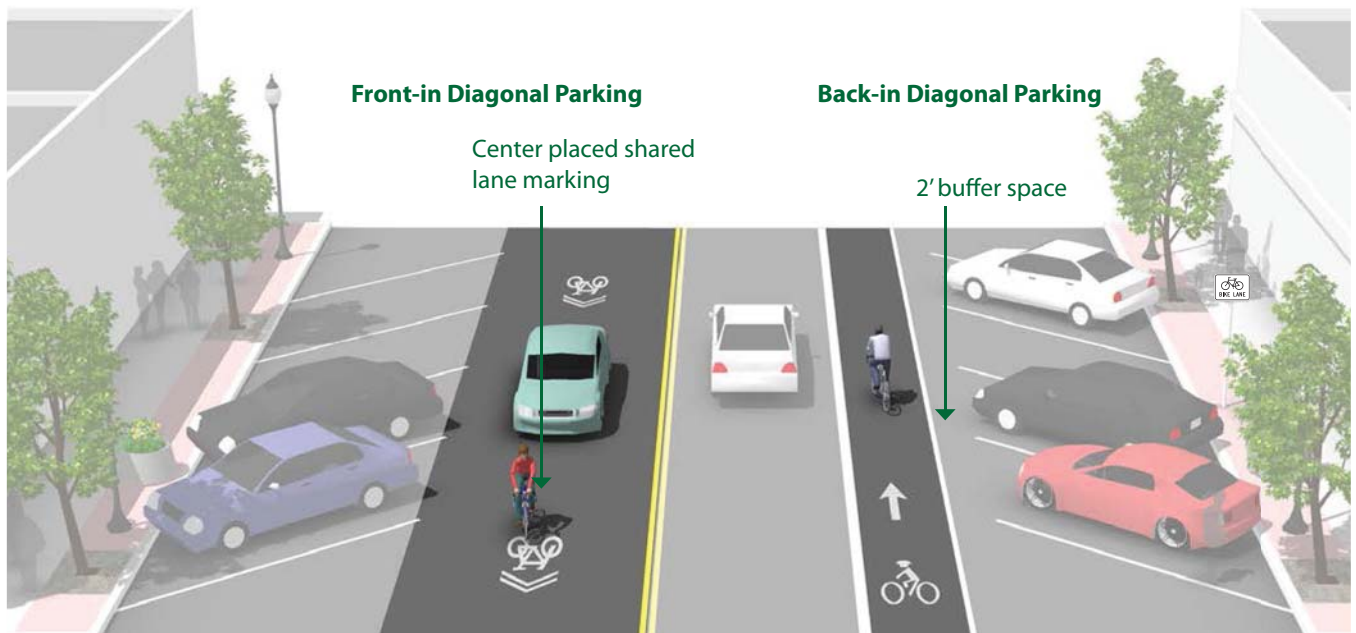 Front-in Diagonal Parking
Back-in Diagonal Parking
Center placed shared
lane marking
2’ buffer space
BIKE LANE